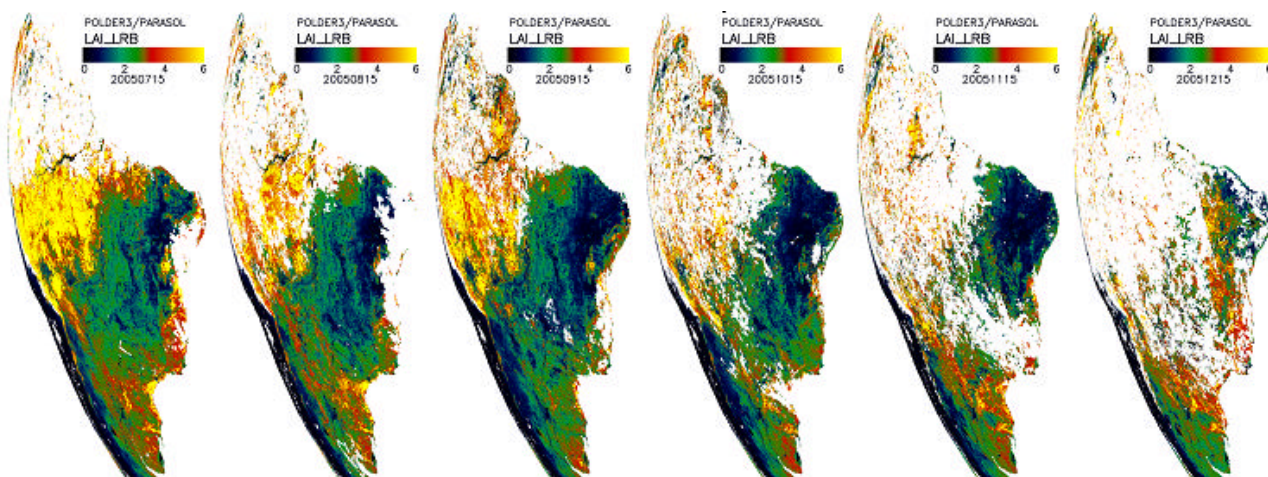 POLDER3/PARASOL
LAI_LRB
0 2 4 6
20050715
POLDER3/PARASOL
LAI_LRB
0 2 4 6
20050815
POLDER3/PARASOL
LAI_LRB
0 2 4 6
20050915
POLDER3/PARASOL
LAI_LRB
0 2 4 6
20051015
POLDER3/PARASOL
LAI_LRB
0 2 4 6
20051115
POLDER3/PARASOL
LAI_LRB
0 2 4 6
20051215